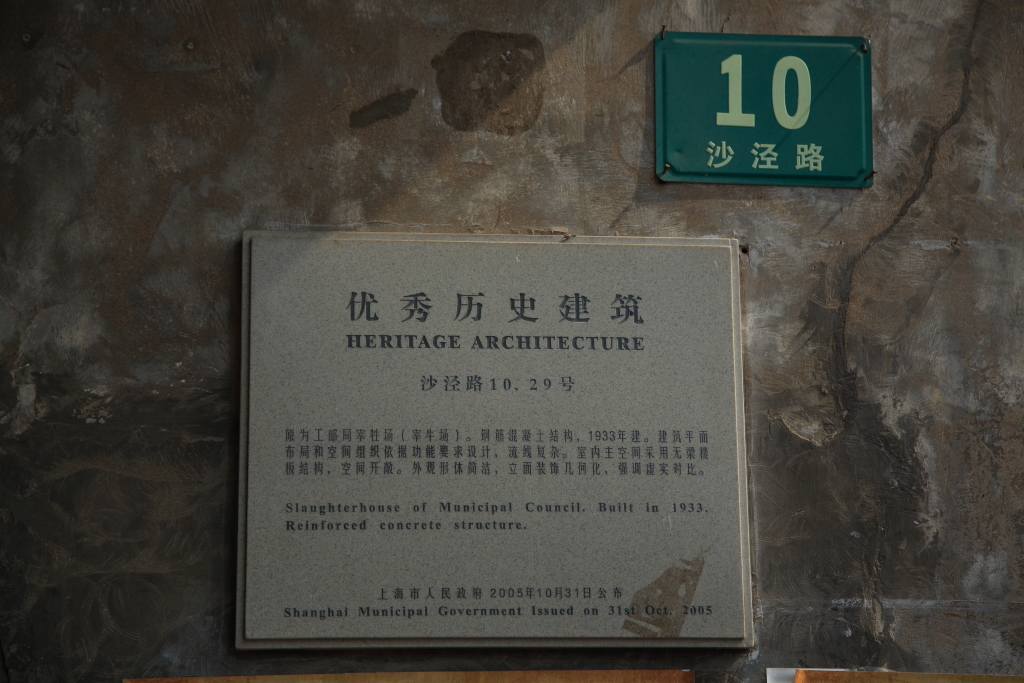 10
沙泾路
优秀历史建筑
HERITAGE ARCHITECTURE
沙泾路10、29号
原为工部局宰牲场（宰牛场）。钢筋混凝土结构，1933年建。建筑平面
布局和空间组织依据功能要求设计，流线复杂。室内主空间采用无梁楼
板结构，空间开敞。外观形体简洁，立面装饰几何化，强调虚实对比。
Slaughterhouse of Municipal Council. Built in 1933.
Reinforced concrete structure.
上海市人民政府 2005年10月31日公布
Shanghai Municipal Government Issued on 31st Oct. 2005